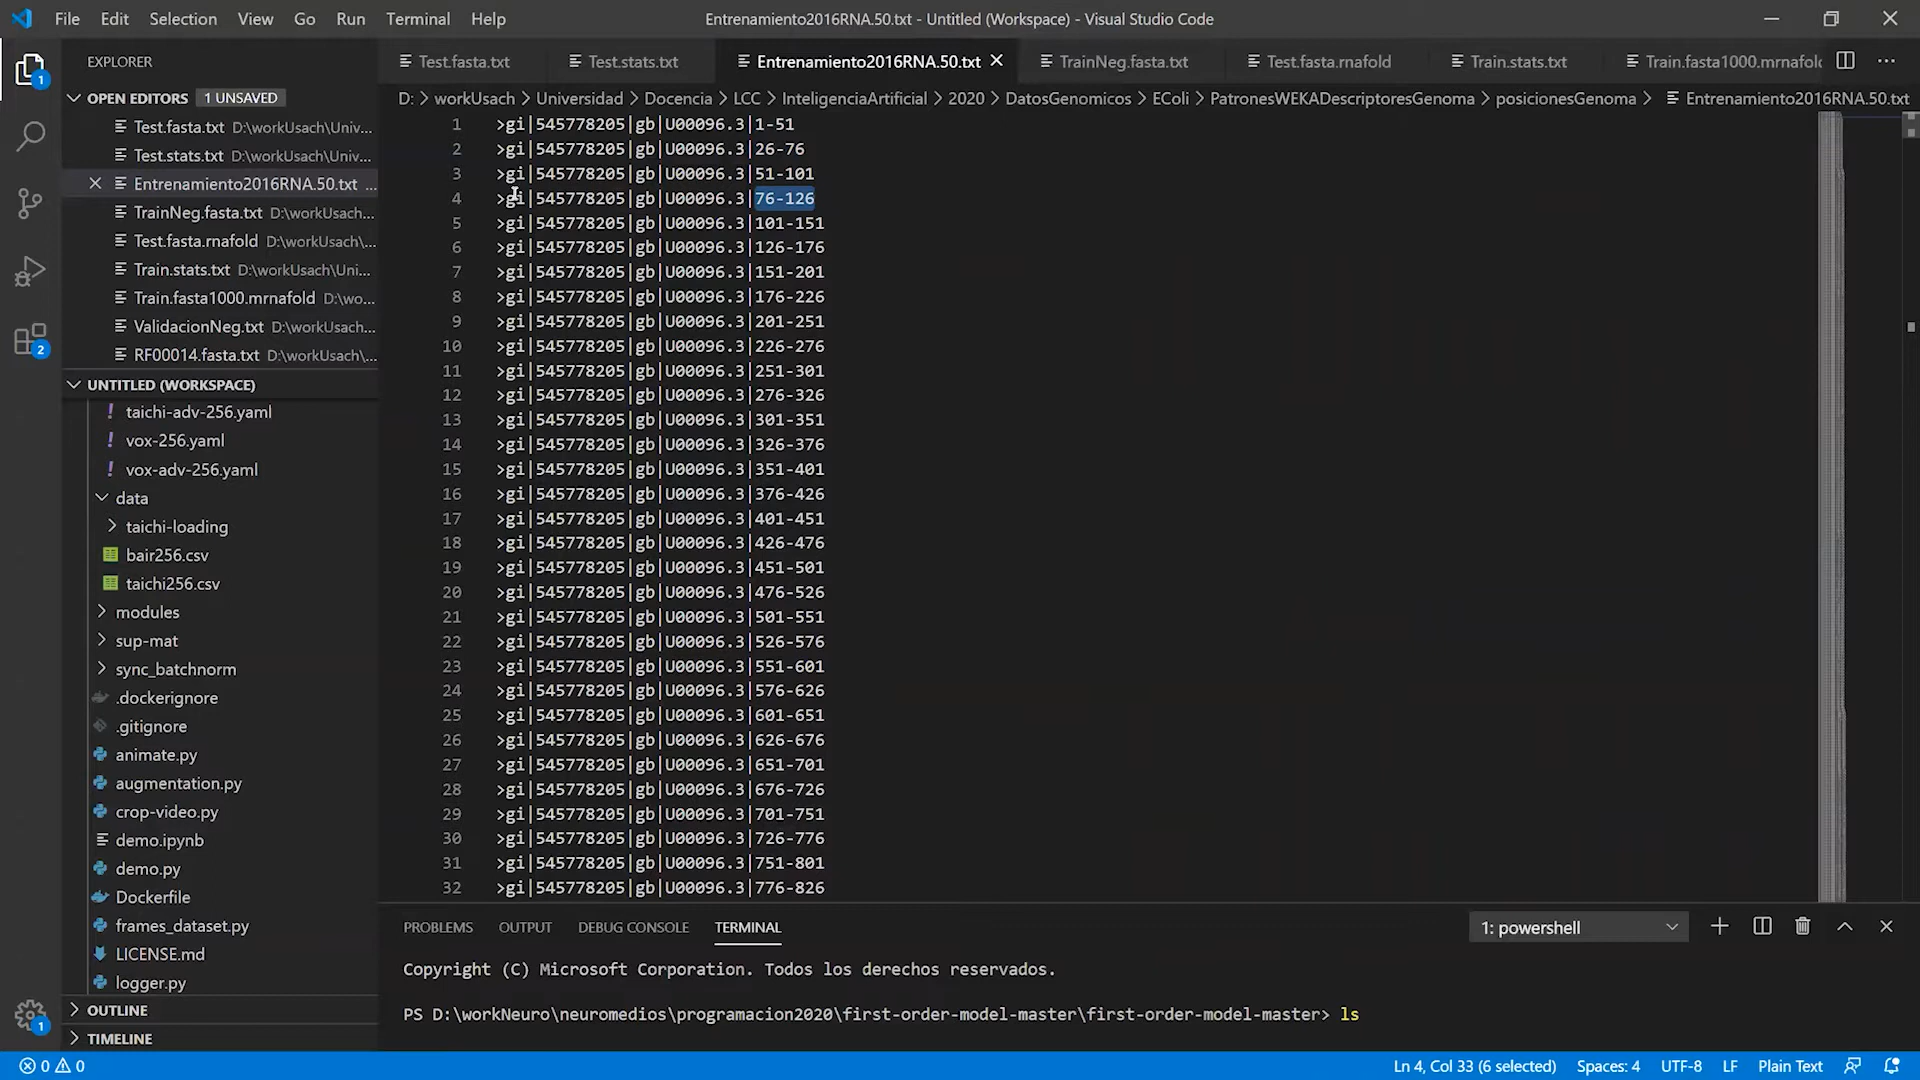 File Edit Selection View Go Run Terminal Help
Entrenamiento2016RNA.50.txt - Untitled (Workspace) - Visual Studio Code
EXPLORER
Test.fasta.txt
Test.stats.txt
Entrenamiento2016RNA.50.txt
TrainNeg.fasta.txt
Test.fasta.rnafold
Train.stats.txt
Train.fasta1000.mrnafolc
D: > workUsach > Universidad > Docencia > LCC > InteligenciaArtificial > 2020 > DatosGenomicos > EColi > PatronesWEKADescriptoresGenoma > posicionesGenoma > Entrenamiento2016RNA.50.txt
OPEN EDITORS 1 UNSAVED
Test.fasta.txt D:\workUsach\Univ...
Test.stats.txt D:\workUsach\Univ...
Entrenamiento2016RNA.50.txt ...
TrainNeg.fasta.txt D:\workUsach...
Test.fasta.rnafold D:\workUsach\...
Train.stats.txt D:\workUsach\Uni...
Train.fasta1000.mrnafold D:\wo...
ValidacionNeg.txt D:\workUsach...
RF00014.fasta.txt D:\workUsach\...
UNTITLED (WORKSPACE)
! taichi-adv-256.yaml
! vox-256.yaml
! vox-adv-256.yaml
data
taichi-loading
bair256.csv
taichi256.csv
modules
sup-mat
sync_batchnorm
.dockerignore
.gitignore
animate.py
augmentation.py
crop-video.py
demo.ipynb
demo.py
Dockerfile
frames_dataset.py
LICENSE.md
logger.py
OUTLINE
TIMELINE
1
2
1
1 >gi|545778205|gb|U00096.3|1-51
2 >gi|545778205|gb|U00096.3|26-76
3 >gi|545778205|gb|U00096.3|51-101
4 >gi|545778205|gb|U00096.3|76-126
5 >gi|545778205|gb|U00096.3|101-151
6 >gi|545778205|gb|U00096.3|126-176
7 >gi|545778205|gb|U00096.3|151-201
8 >gi|545778205|gb|U00096.3|176-226
9 >gi|545778205|gb|U00096.3|201-251
10 >gi|545778205|gb|U00096.3|226-276
11 >gi|545778205|gb|U00096.3|251-301
12 >gi|545778205|gb|U00096.3|276-326
13 >gi|545778205|gb|U00096.3|301-351
14 >gi|545778205|gb|U00096.3|326-376
15 >gi|545778205|gb|U00096.3|351-401
16 >gi|545778205|gb|U00096.3|376-426
17 >gi|545778205|gb|U00096.3|401-451
18 >gi|545778205|gb|U00096.3|426-476
19 >gi|545778205|gb|U00096.3|451-501
20 >gi|545778205|gb|U00096.3|476-526
21 >gi|545778205|gb|U00096.3|501-551
22 >gi|545778205|gb|U00096.3|526-576
23 >gi|545778205|gb|U00096.3|551-601
24 >gi|545778205|gb|U00096.3|576-626
25 >gi|545778205|gb|U00096.3|601-651
26 >gi|545778205|gb|U00096.3|626-676
27 >gi|545778205|gb|U00096.3|651-701
28 >gi|545778205|gb|U00096.3|676-726
29 >gi|545778205|gb|U00096.3|701-751
30 >gi|545778205|gb|U00096.3|726-776
31 >gi|545778205|gb|U00096.3|751-801
32 >gi|545778205|gb|U00096.3|776-826
PROBLEMS OUTPUT DEBUG CONSOLE TERMINAL
1: powershell
Copyright (C) Microsoft Corporation. Todos los derechos reservados.
PS D:\workNeuro\neuromedios\programacion2020\first-order-model-master\first-order-model-master> ls
0 0
Ln 4, Col 33 (6 selected) Spaces: 4 UTF-8 LF Plain Text